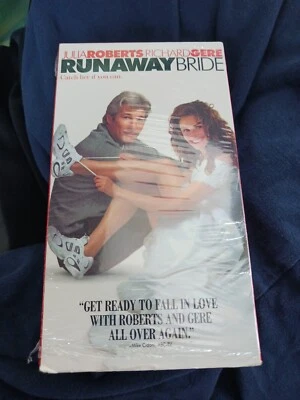 JULIA ROBERTS RICHARD GERE
RUNAWAY BRIDE
Catch her if you can.
"GET READY TO FALL IN LOVE
WITH ROBERTS AND GERE
ALL OVER AGAIN."